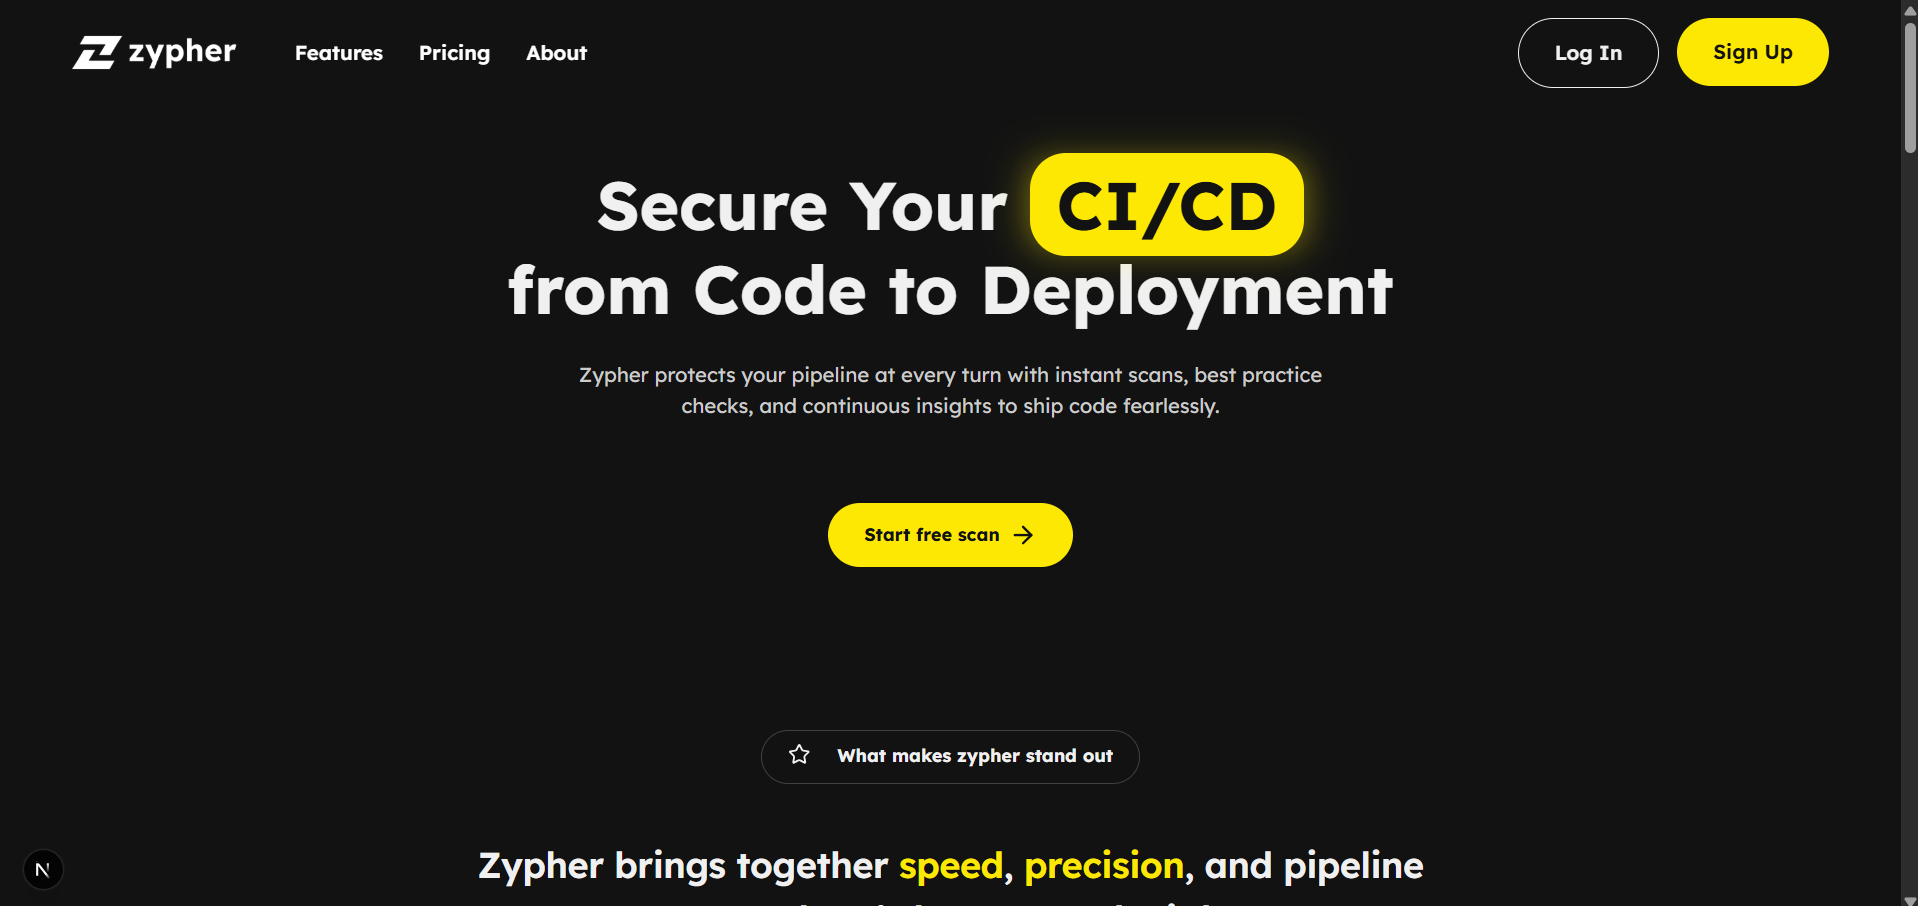 zypher
Features
Pricing
About
Log In
Sign Up
Secure Your CI/CD
from Code to Deployment
Zypher protects your pipeline at every turn with instant scans, best practice
checks, and continuous insights to ship code fearlessly.
Start free scan
What makes zypher stand out
Zypher brings together speed, precision, and pipeline
N